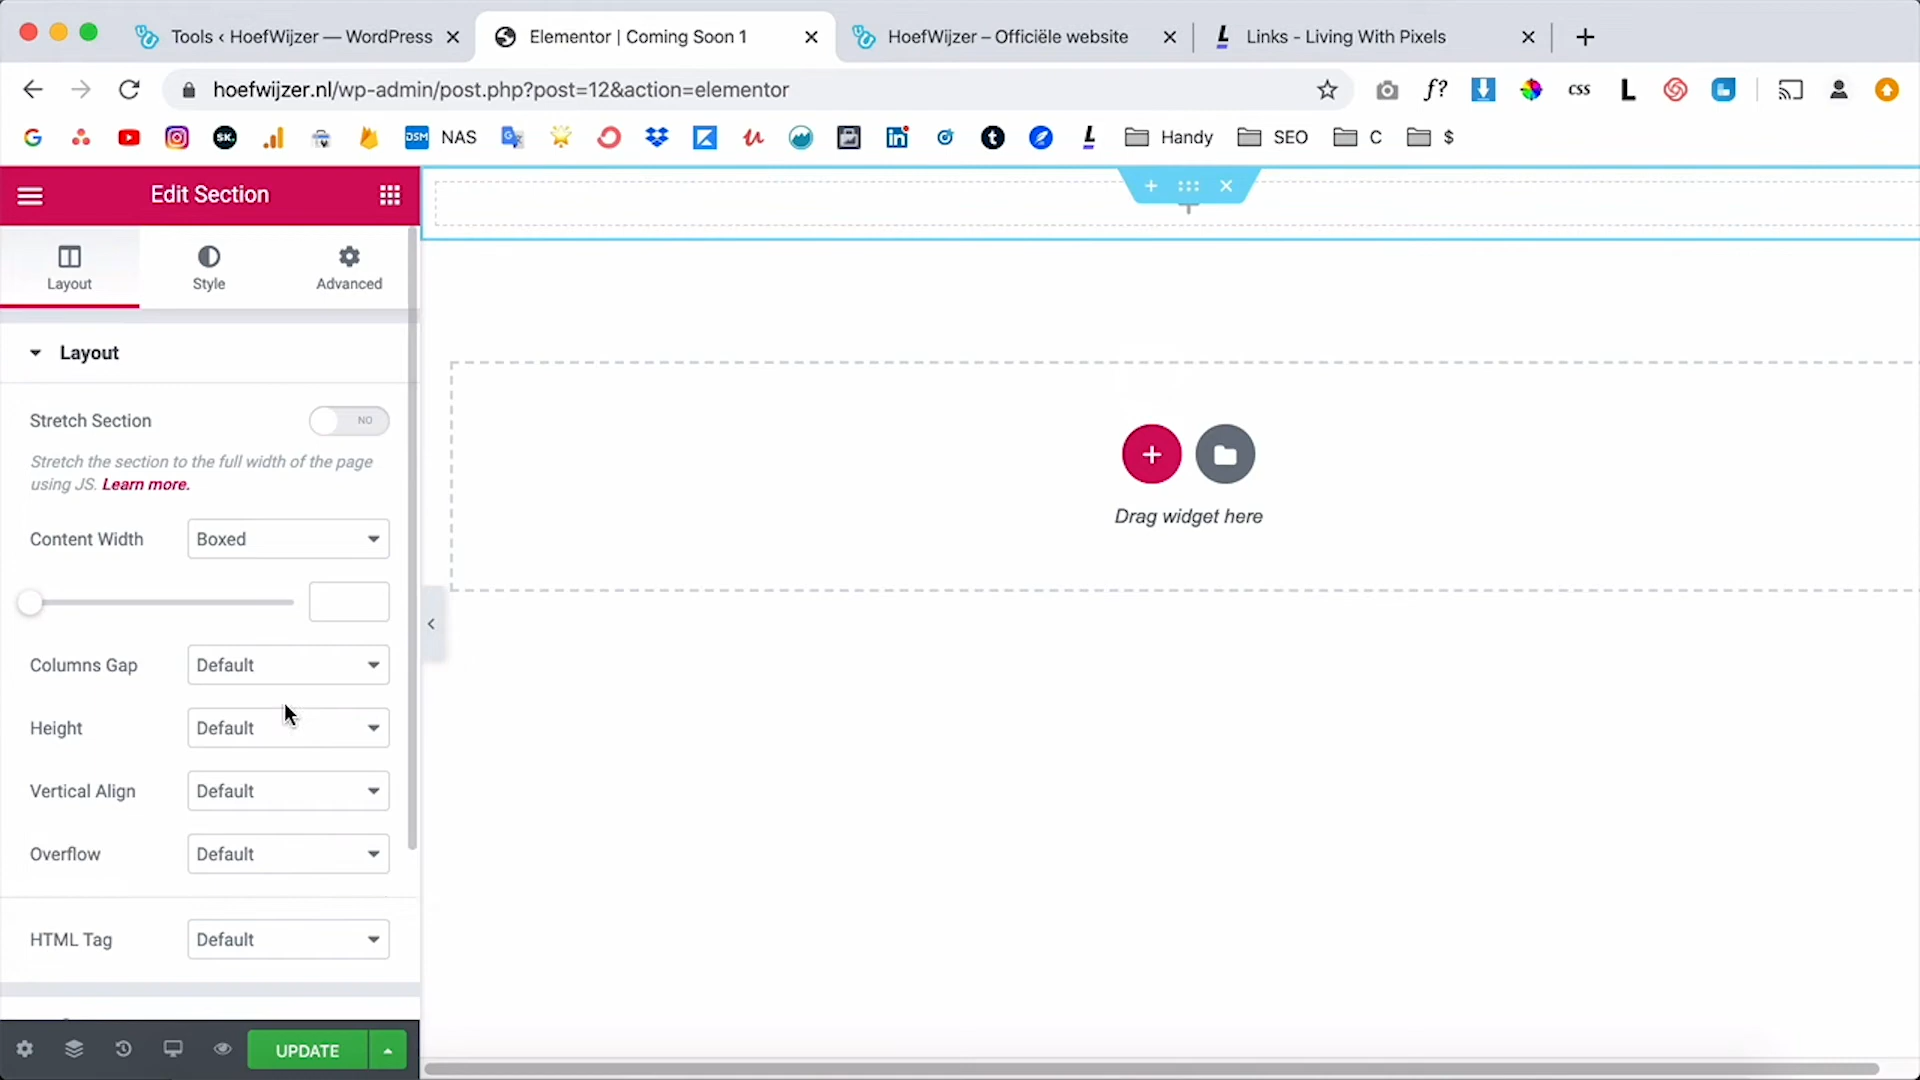 Tools ‹ HoefWijzer — WordPress
Elementor | Coming Soon 1
HoefWijzer – Officiële website
Links - Living With Pixels
hoefwijzer.nl/wp-admin/post.php?post=12&action=elementor
f?
CSS
L
G
SK.
DSM
NAS
Handy
SEO
C
$
Edit Section
Layout
Style
Advanced
Layout
Stretch Section
NO
Stretch the section to the full width of the page
using JS. Learn more.
Content Width
Boxed
Columns Gap
Default
Height
Default
Vertical Align
Default
Overflow
Default
HTML Tag
Default
UPDATE
Drag widget here